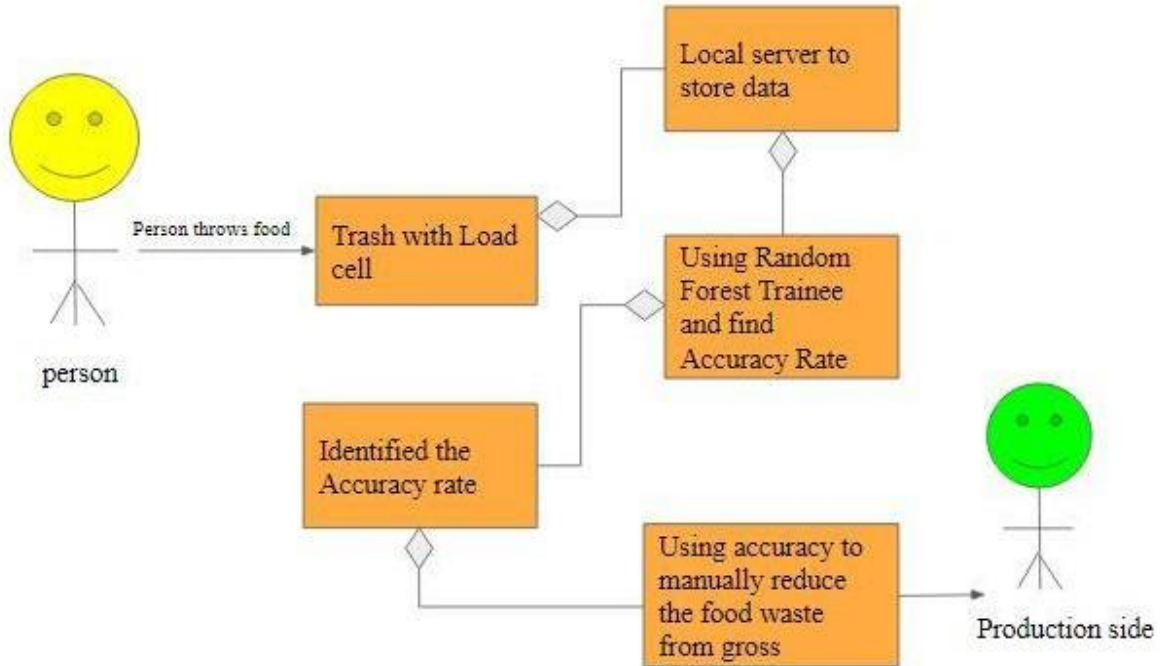 Local server to
store data
Person throws food
Trash with Load
cell
Using Random
Forest Trainee
and find
Accuracy Rate
person
Identified the
Accuracy rate
Using accuracy to
manually reduce
the food waste
from gross
Production side